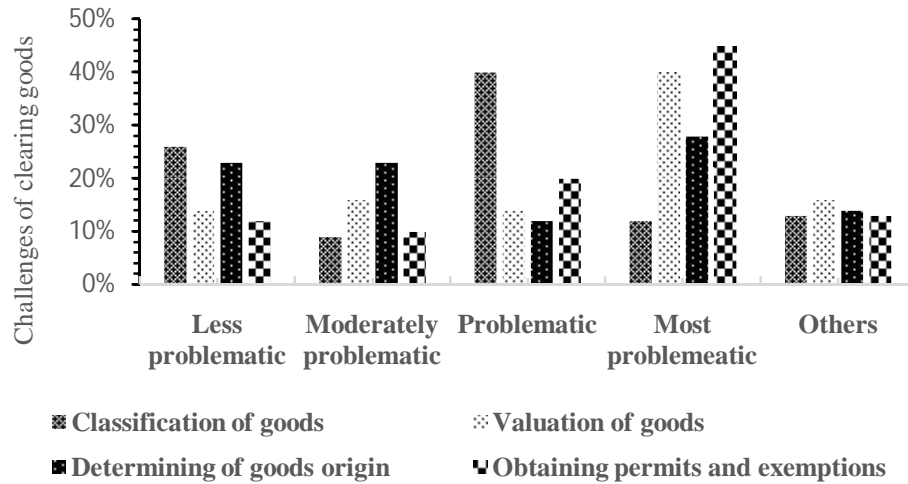 Challenges of clearing goods
50%
40%
30%
20%
10%
0%
Less problematic
Moderately problematic
Problematic
Most problemeatic
Others
Classification of goods
Valuation of goods
Determining of goods origin
Obtaining permits and exemptions